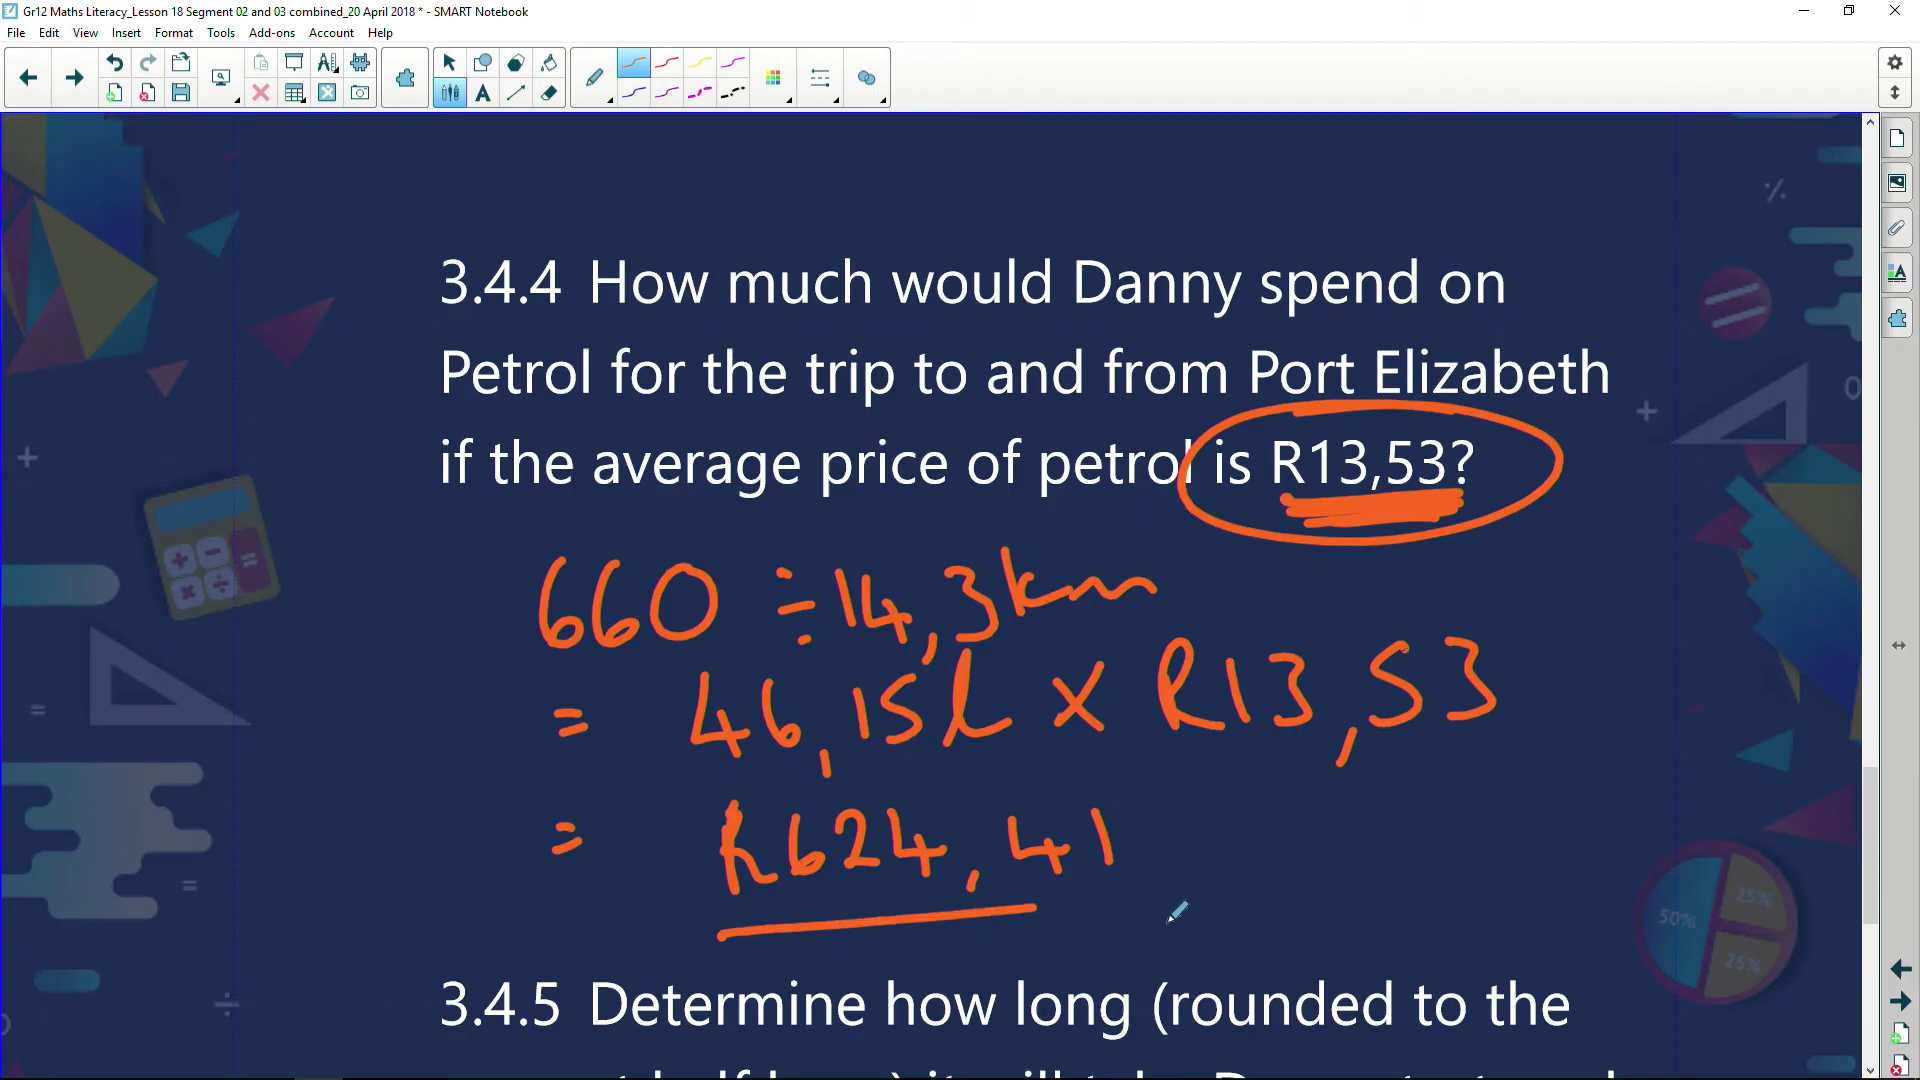 Gr12 Maths Literacy_Lesson 18 Segment 02 and 03 combined_20 April 2018 * - SMART Notebook
File Edit View Insert Format Tools Add-ons Account Help
3.4.4 How much would Danny spend on
Petrol for the trip to and from Port Elizabeth
if the average price of petrol is R13,53?
660 ÷ 14,3km
= 46,15l x R13,53
= R624,41
3.4.5 Determine how long (rounded to the
50%
25%
25%